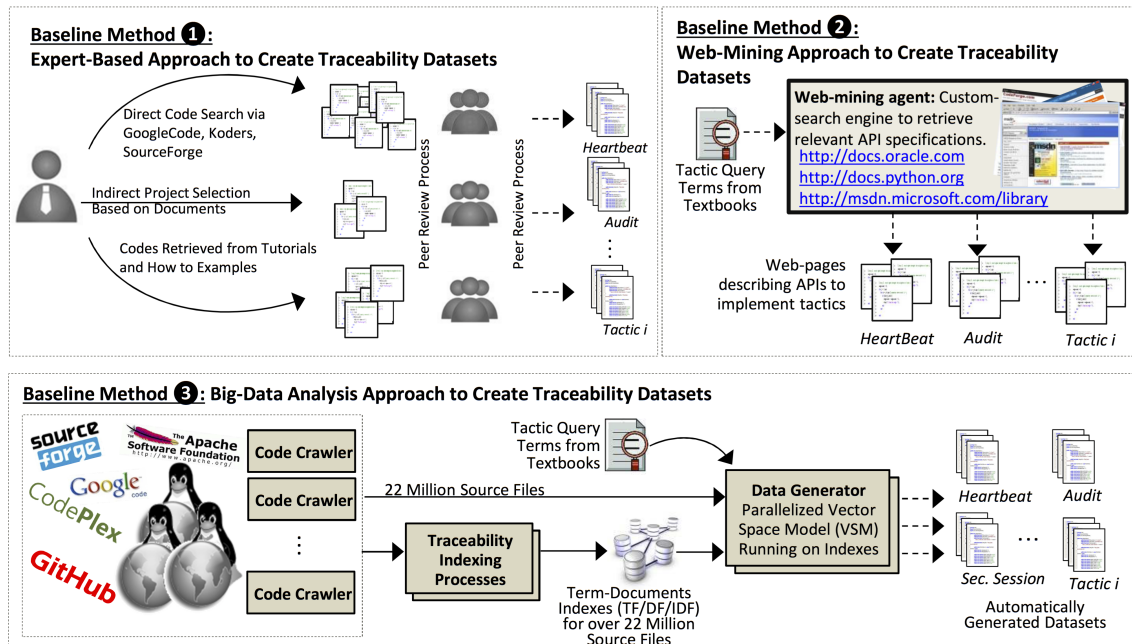 Baseline Method 1:
Expert-Based Approach to Create Traceability Datasets
Direct Code Search via
GoogleCode, Koders,
SourceForge
Indirect Project Selection
Based on Documents
Codes Retrieved from Tutorials
and How to Examples
Peer Review Process
Peer Review Process
Heartbeat
Audit
⋮
Tactic i
Baseline Method 2:
Web-Mining Approach to Create Traceability
Datasets
Tactic Query
Terms from
Textbooks
Web-mining agent: Custom-
search engine to retrieve
relevant API specifications.
http://docs.oracle.com
http://docs.python.org
http://msdn.microsoft.com/library
msdn
Web-pages
describing APIs to
implement tactics
HeartBeat
Audit
...
Tactic i
Baseline Method 3: Big-Data Analysis Approach to Create Traceability Datasets
SOURCE
FORGE
The Apache
Software Foundation
http://www.apache.org/
Google
code
CodePlex
GitHub
Code Crawler
Code Crawler
⋮
Code Crawler
22 Million Source Files
Traceability
Indexing
Processes
Tactic Query
Terms from
Textbooks
Term-Documents
Indexes (TF/DF/IDF)
for over 22 Million
Source Files
Data Generator
Parallelized Vector
Space Model (VSM)
Running on Indexes
Heartbeat
Audit
Sec. Session
...
Tactic i
Automatically
Generated Datasets